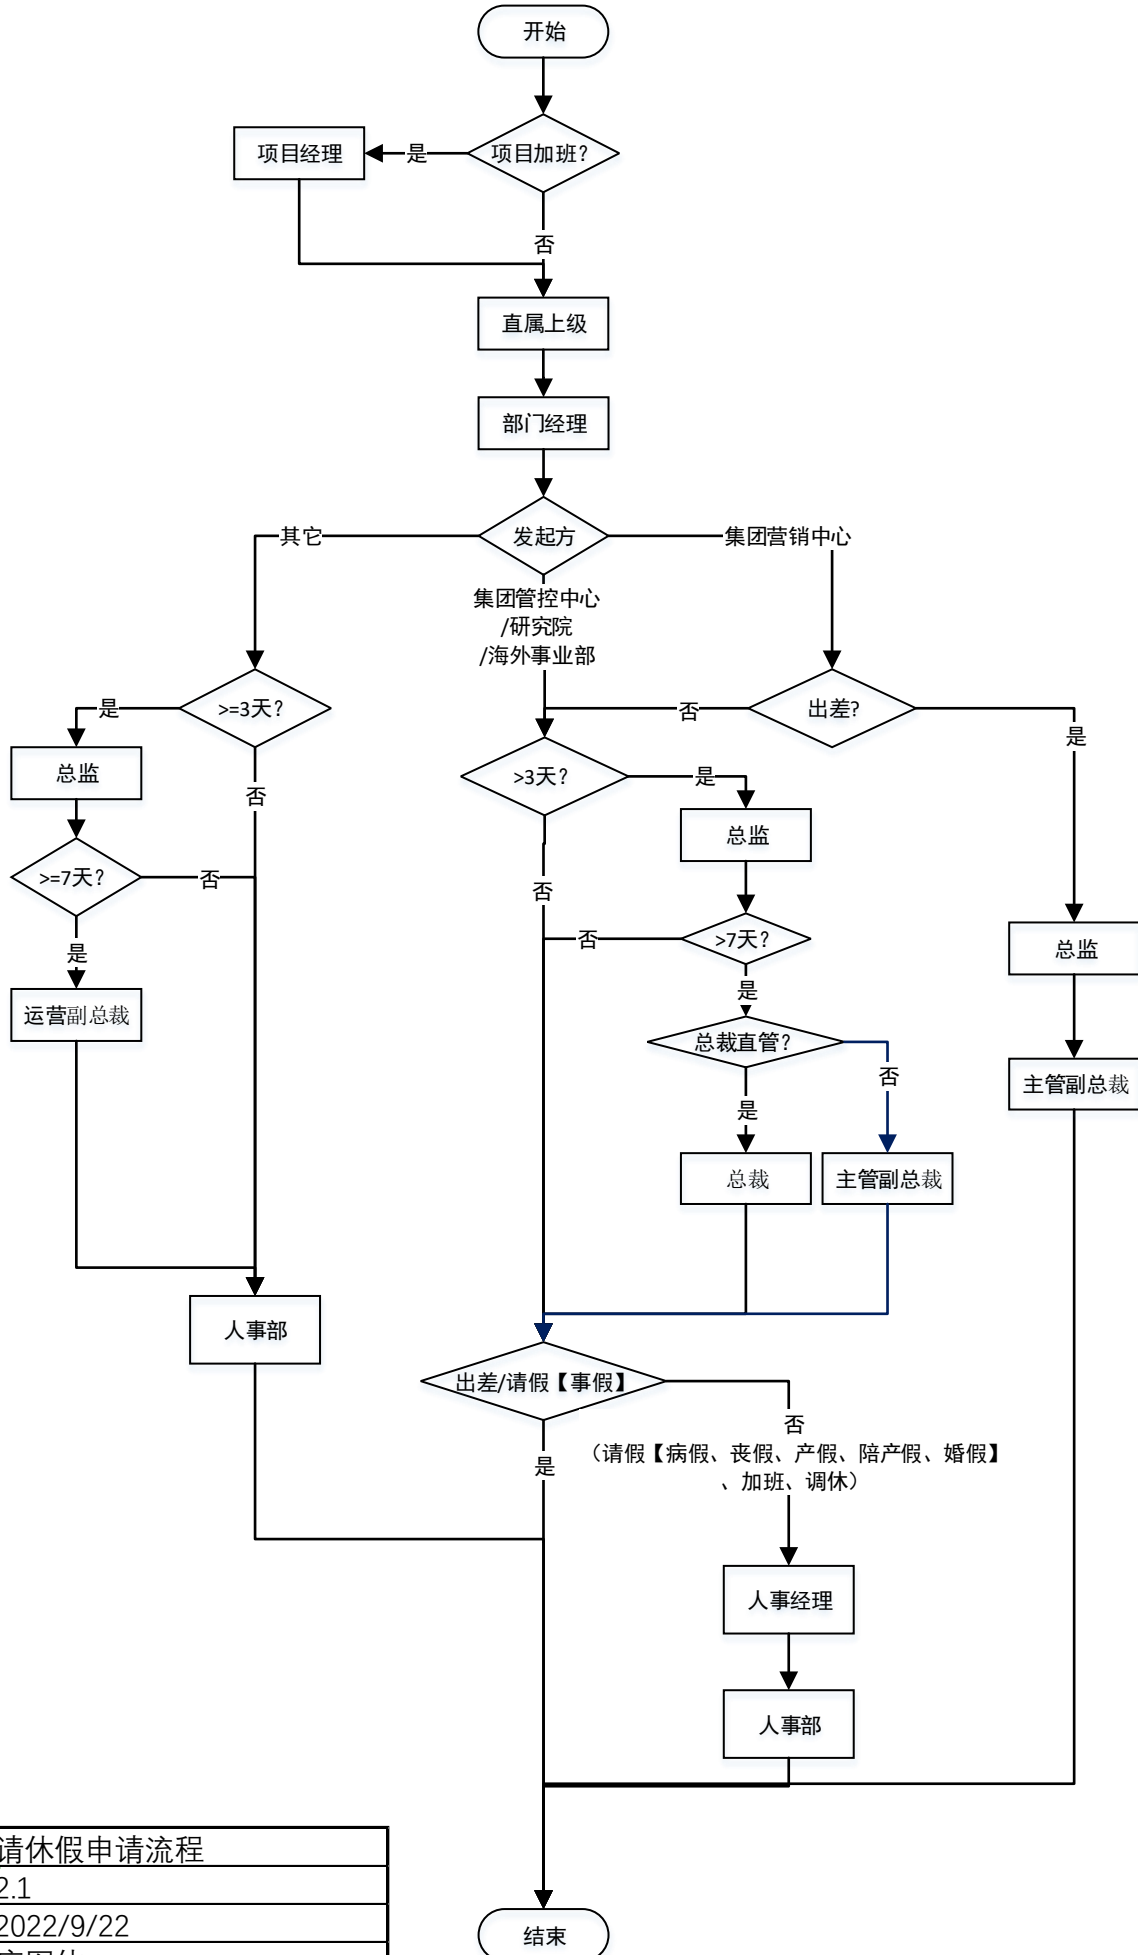 开始
项目加班？
是
项目经理
否
直属上级
部门经理
发起方
其它
集团营销中心
集团管控中心
/研究院
/海外事业部
>=3天？
是
否
出差？
否
是
总监
>3天？
是
总监
否
>=7天？
否
否
>7天？
是
总监
是
运营副总裁
总裁直管？
否
是
主管副总裁
总裁
主管副总裁
人事部
出差/请假【事假】
否
（请假【病假、丧假、产假、陪产假、婚假】
、加班、调休）
是
人事经理
人事部
请休假申请流程
2.1
2022/9/22
结束